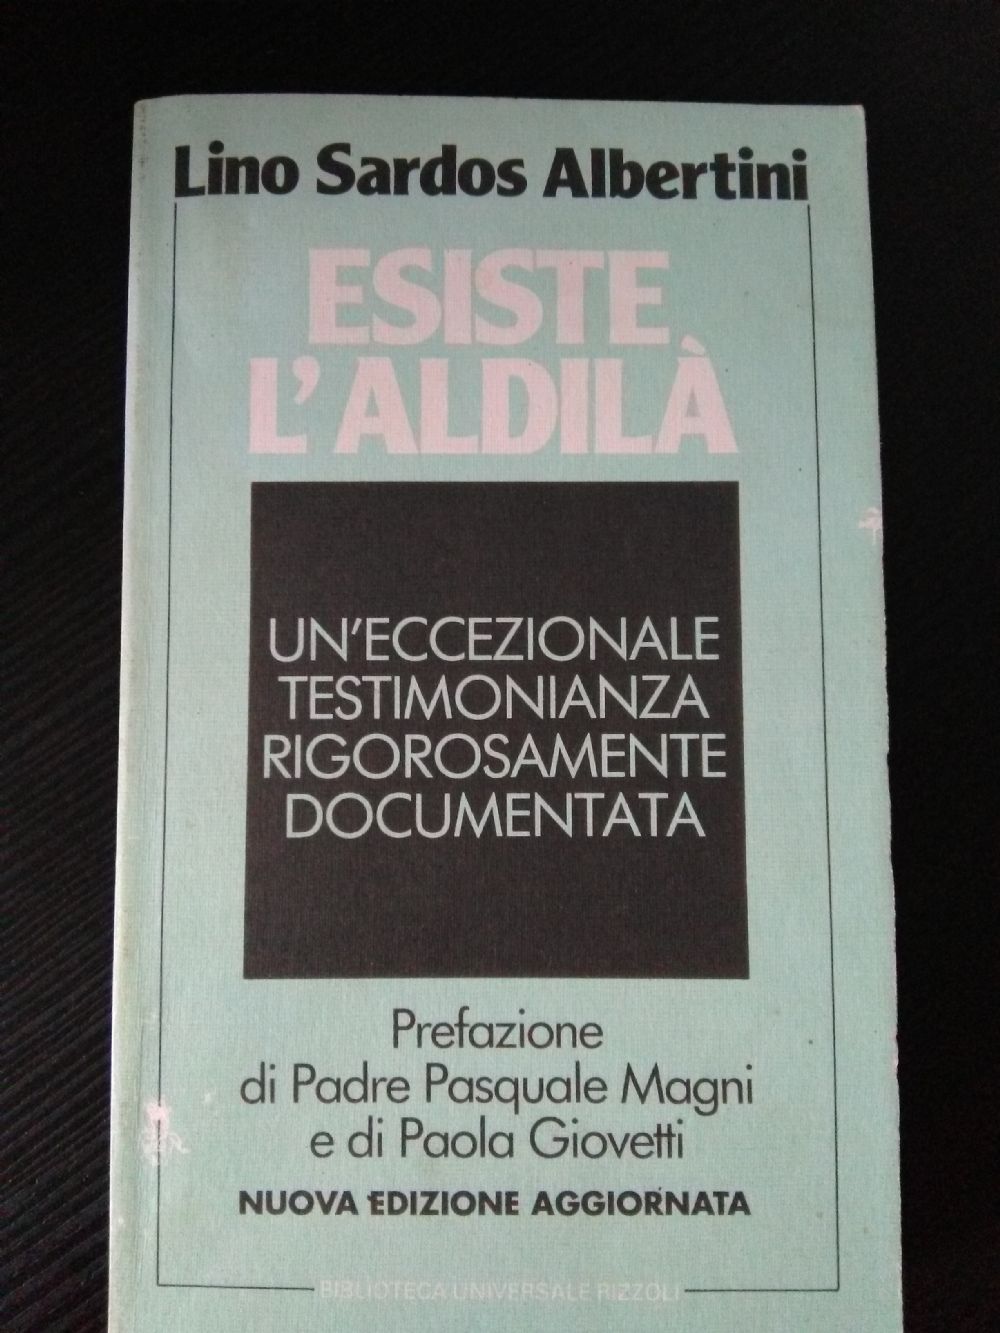 Lino Sardos Albertini
ESISTE
L'ALDILÀ
UN'ECCEZIONALE
TESTIMONIANZA
RIGOROSAMENTE
DOCUMENTATA
Prefazione
di Padre Pasquale Magni
e di Paola Giovetti
NUOVA EDIZIONE AGGIORNATA
BIBLIOTECA UNIVERSALE RIZZOLI